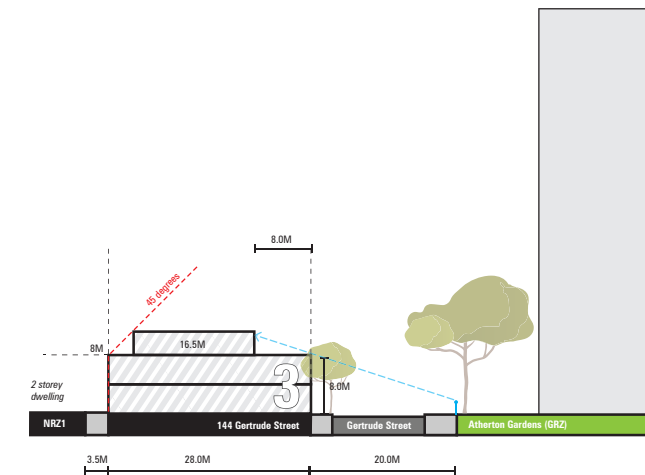 8.0M
45 degrees
8M
16.5M
3
8.0M
2 storey
dwelling
NRZ1
144 Gertrude Street
Gertrude Street
Atherton Gardens (GRZ)
3.5M
28.0M
20.0M